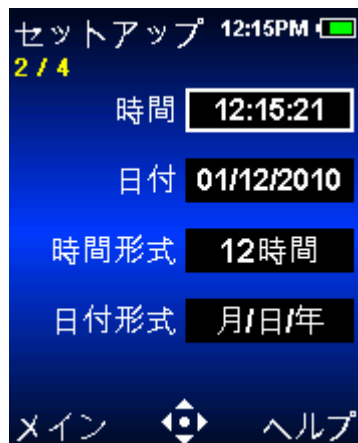 セットアップ 12:15PM
2 / 4
時間 12:15:21
日付 01/12/2010
時間形式 12時間
日付形式 月/日/年
メイン ヘルプ